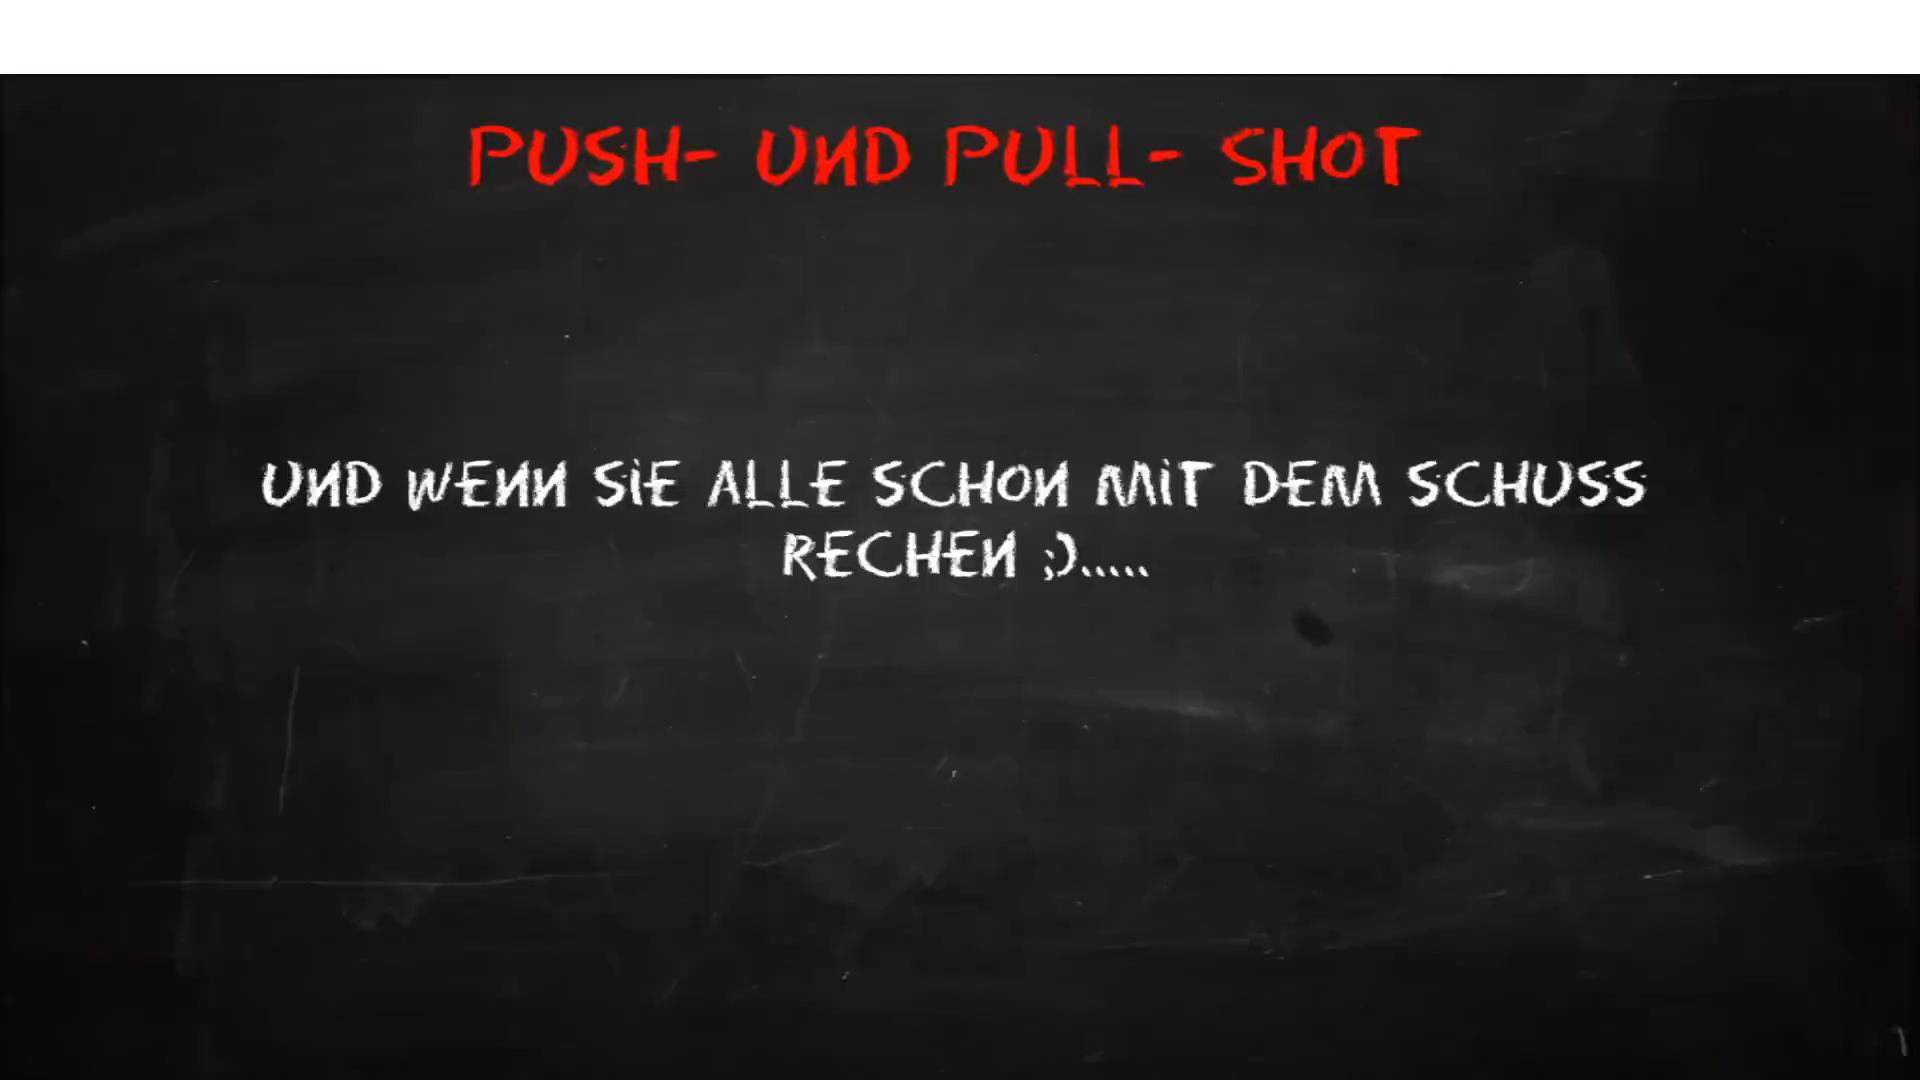 PUSH- UND PULL- SHOT
UND WENN SIE ALLE SCHON MIT DEM SCHUSS
RECHEN ;).....